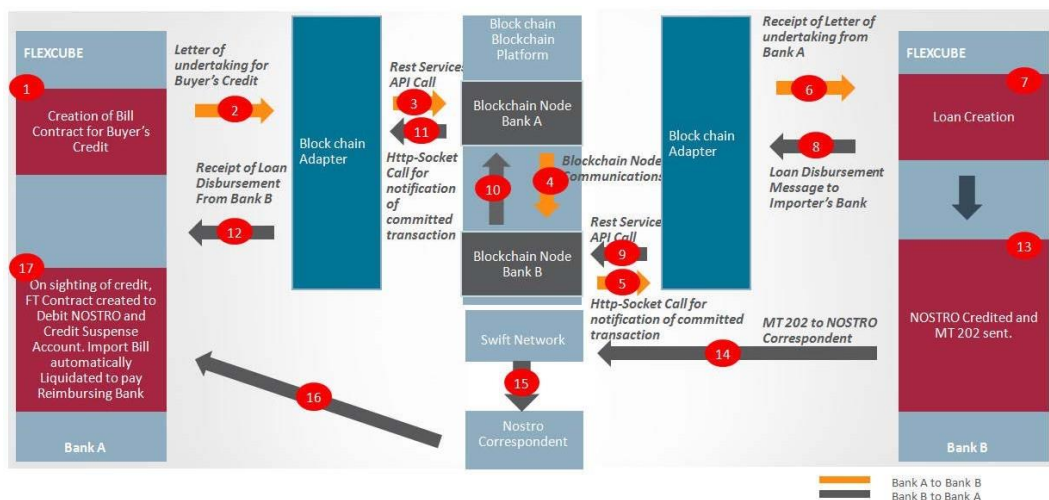 FLEXCUBE
1
Creation of Bill
Contract for Buyer's
Credit
17
On sighting of credit,
FT Contract created to
Debit NOSTRO and
Credit Suspense
Account. Import Bill
automatically
Liquidated to pay
Reimbursing Bank
Bank A
Letter of
undertaking for
Buyer's Credit
2
Receipt of Loan
Disbursement
From Bank B
12
16
Block chain
Adapter
Rest Services
API Call
3
11
Http-Socket
Call for
notification
of
committed
transaction
Block chain
Blockchain
Platform
Blockchain Node
Bank A
10
4
Blockchain Node
Communications
Blockchain Node
Bank B
Swift Network
15
Nostro
Correspondent
Rest Services
API Call
9
5
Http-Socket Call for
notification of committed
transaction
Block chain
Adapter
MT 202 to NOSTRO
Correspondent
14
Receipt of Letter of
undertaking from
Bank A
6
8
Loan Disbursement
Message to
Importer's Bank
FLEXCUBE
7
Loan Creation
13
NOSTRO Credited and
MT 202 sent.
Bank B
Bank A to Bank B
Bank B to Bank A